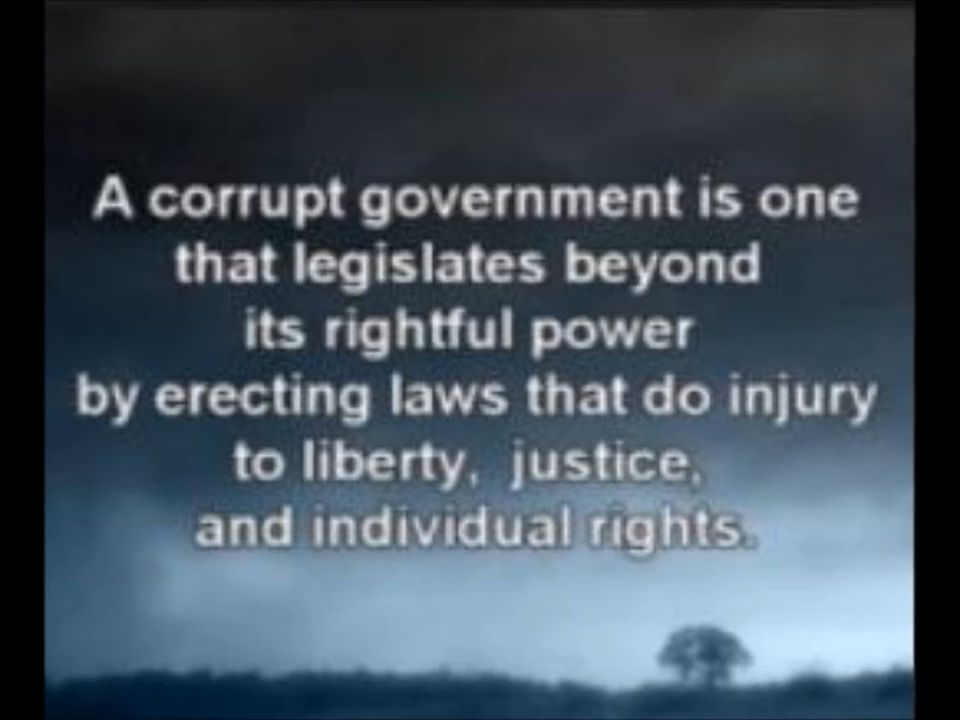 A corrupt government is one
that legislates beyond
its rightful power
by erecting laws that do injury
to liberty, justice,
and individual rights.